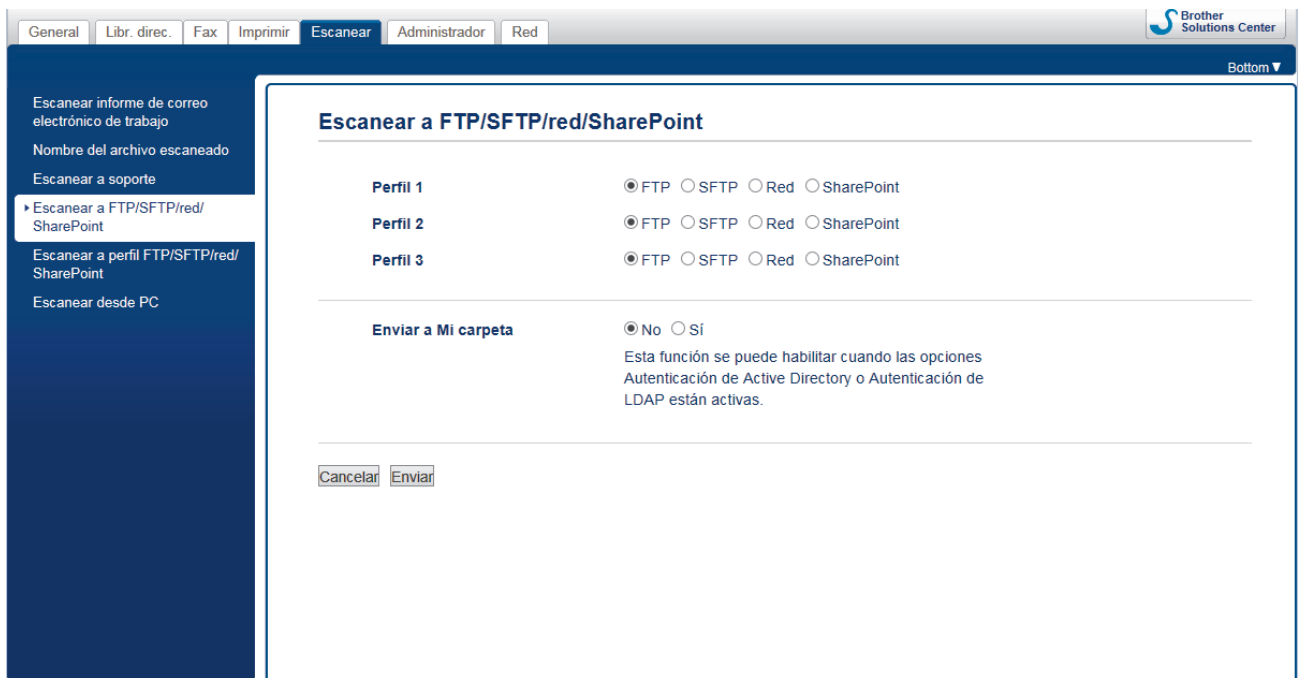 General Libr. direc. Fax Imprimir Escanear Administrador Red
Brother
Solutions Center
Bottom▼
Escanear informe de correo
electrónico de trabajo
Nombre del archivo escaneado
Escanear a soporte
Escanear a FTP/SFTP/red/
SharePoint
Escanear a perfil FTP/SFTP/red/
SharePoint
Escanear desde PC
Escanear a FTP/SFTP/red/SharePoint
Perfil 1 FTP SFTP Red SharePoint
Perfil 2 FTP SFTP Red SharePoint
Perfil 3 FTP SFTP Red SharePoint
Enviar a Mi carpeta No Sí
Esta función se puede habilitar cuando las opciones
Autenticación de Active Directory o Autenticación de
LDAP están activas.
Cancelar Enviar